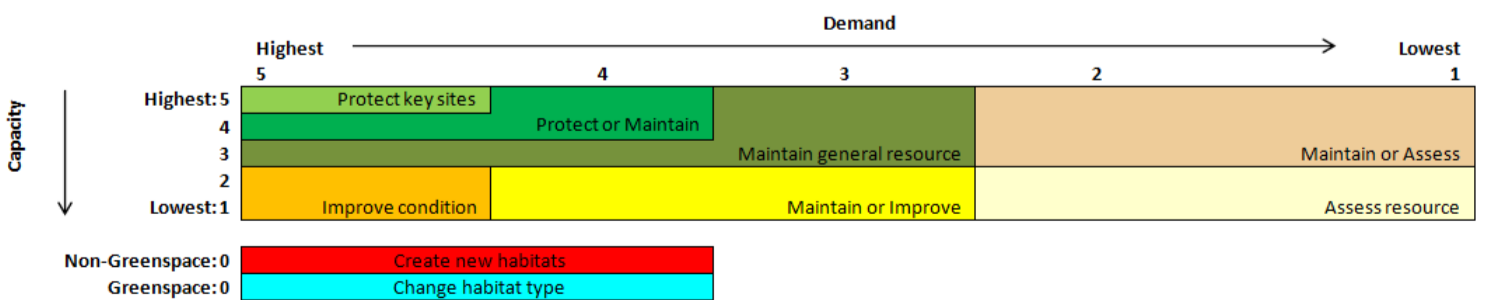 Demand
Highest Lowest
5 4 3 2 1
Capacity
Highest: 5 Protect key sites
4 Protect or Maintain
3 Maintain general resource Maintain or Assess
2
Lowest: 1 Improve condition Maintain or Improve Assess resource
Non-Greenspace: 0 Create new habitats
Greenspace: 0 Change habitat type